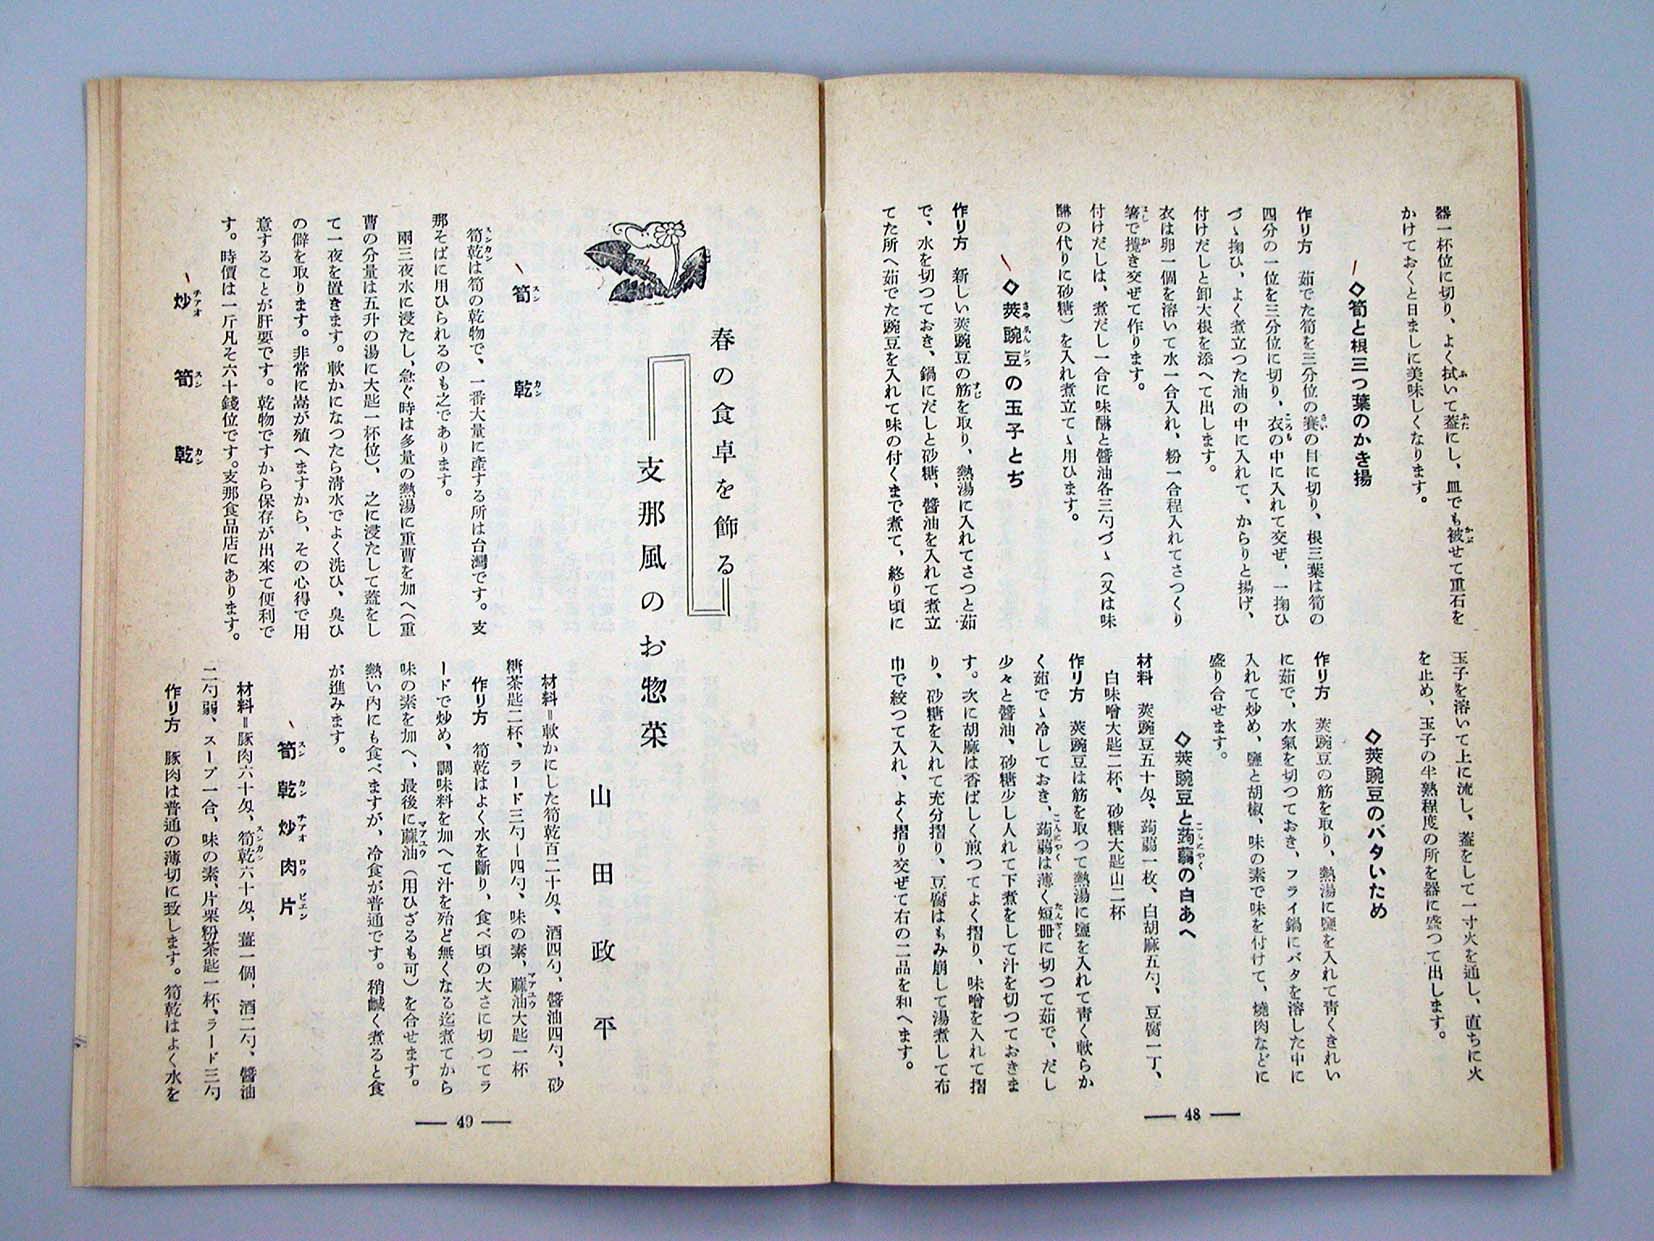 器一杯位に切り、よく拭いて蓋にし、皿でも被せて重石を
かけておくと日ましに美味しくなります。
◇筍と根三つ葉のかき揚
作り方　茹でた筍を三分位の賽の目に切り、根三葉は筍の
四分の一位を三分位に切り、衣の中に入れて交ぜ、一掬ひ
づゝ掬ひ、よく煮立つた油の中に入れて、からりと揚げ、
付けだしと卸大根を添へて出します。
衣は卵一個を溶いて水一合入れ、粉一合程入れてさつくり
箸で攪き交ぜて作ります。
付けだしは、煮だし一合に味醂と醬油各三勺づゝ（又は味
醂の代りに砂糖）を入れ煮立てゝ用ひます。
◇莢豌豆の玉子とぢ
作り方　新しい莢豌豆の筋を取り、熱湯に入れてさつと茹
で、水を切つておき、鍋にだしと砂糖、醬油を入れて煮立
てた所へ茹でた豌豆を入れて味の付くまで煮て、終り頃に
玉子を溶いて上に流し、蓋をして一寸火を通し、直ちに火
を止め、玉子の半熟程度の所を器に盛つて出します。
◇莢豌豆のバタいため
作り方　莢豌豆の筋を取り、熱湯に鹽を入れて靑くきれい
に茹で、水氣を切つておき、フライ鍋にバタを溶した中に
入れて炒め、鹽と胡椒、味の素で味を付けて、燒肉などに
盛り合せます。
◇莢豌豆と蒟蒻の白あへ
材料　莢豌豆五十匁、蒟蒻一枚、白胡麻五勺、豆腐一丁、
白味噌大匙二杯、砂糖大匙山二杯
作り方　莢豌豆は筋を取つて熱湯に鹽を入れて靑く軟らか
く茹でゝ冷しておき、蒟蒻は薄く短冊に切つて茹で、だし
少々と醬油、砂糖少し入れて下煮をして汁を切つておきま
す。次に胡麻は香ばしく煎つてよく摺り、味噌を入れて摺
り、砂糖を入れて充分摺り、豆腐はもみ崩して湯煮して布
巾で絞つて入れ、よく摺り交ぜて右の二品を和へます。
— 48 —
春の食卓を飾る
支那風のお惣菜
山田政平
筍乾
筍乾は筍の乾物で、一番大量に産する所は台灣です。支
那そばに用ひられるのも之であります。
兩三夜水に浸たし、急ぐ時は多量の熱湯に重曹を加へ（重
曹の分量は五升の湯に大匙一杯位）、之に浸たして蓋をし
て一夜を置きます。軟かになつたら淸水でよく洗ひ、臭ひ
の僻を取ります。非常に嵩が殖へますから、その心得で用
意することが肝要です。乾物ですから保存が出來て便利で
す。時價は一斤凡そ六十錢位です。支那食品店にあります。
炒筍乾
材料＝軟かにした筍乾百二十匁、酒四勺、醬油四勺、砂
糖茶匙二杯、ラード三勺—四勺、味の素、蔴油大匙一杯
作り方　筍乾はよく水を斷り、食べ頃の大さに切つてラ
ードで炒め、調味料を加へて汁を殆ど無くなる迄煮てから
味の素を加へ、最後に蔴油（用ひざるも可）を合せます。
熱い内にも食べますが、冷食が普通です。稍鹹く煮ると食
が進みます。
筍乾炒肉片
材料＝豚肉六十匁、筍乾六十匁、薑一個、酒二勺、醬油
二勺弱、スープ一合、味の素、片栗粉茶匙一杯、ラード三勺
作り方　豚肉は普通の薄切に致します。筍乾はよく水を
— 49 —